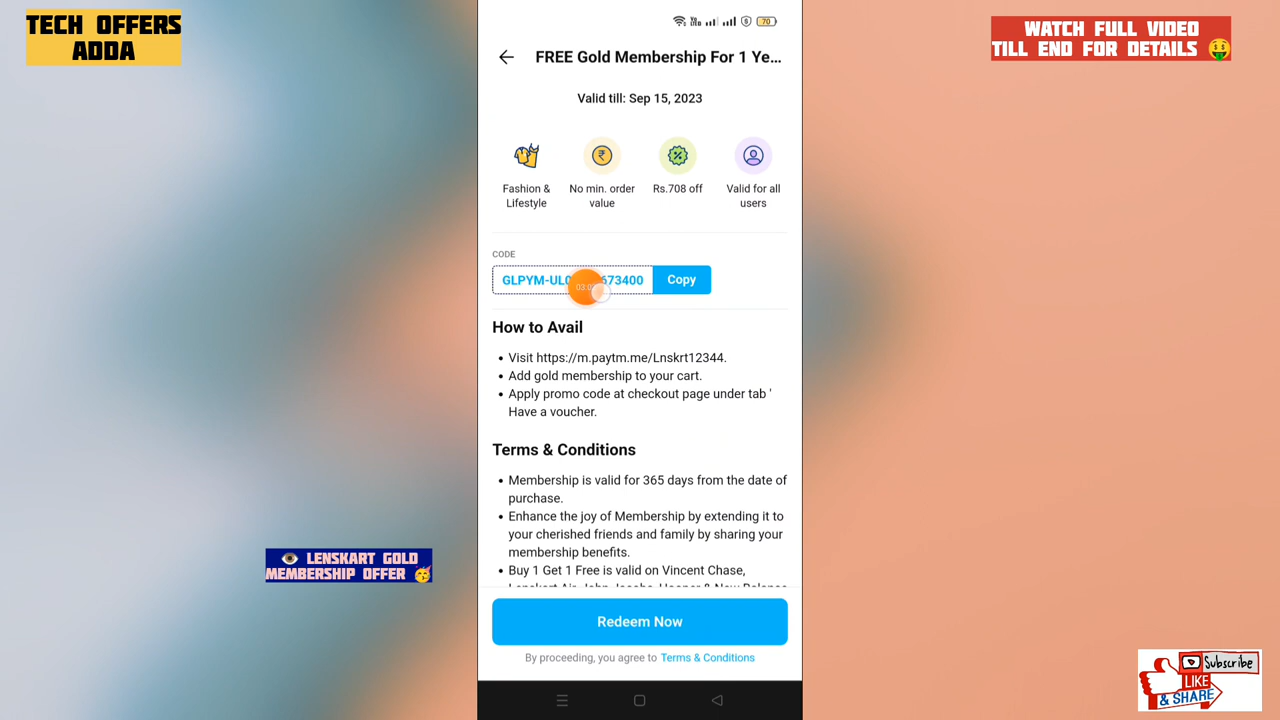 TECH OFFERS
ADDA
WATCH FULL VIDEO
TILL END FOR DETAILS
70
FREE Gold Membership For 1 Ye...
Valid till: Sep 15, 2023
Fashion &
Lifestyle
No min. order
value
Rs.708 off
Valid for all
users
CODE
Copy
How to Avail
• Visit https://m.paytm.me/Lnskrt12344.
• Add gold membership to your cart.
• Apply promo code at checkout page under tab '
Have a voucher.
Terms & Conditions
• Membership is valid for 365 days from the date of
purchase.
• Enhance the joy of Membership by extending it to
your cherished friends and family by sharing your
membership benefits.
• Buy 1 Get 1 Free is valid on Vincent Chase,
LENSKART GOLD
MEMBERSHIP OFFER
Redeem Now
By proceeding, you agree to Terms & Conditions
Subscribe
LIKE
& SHARE